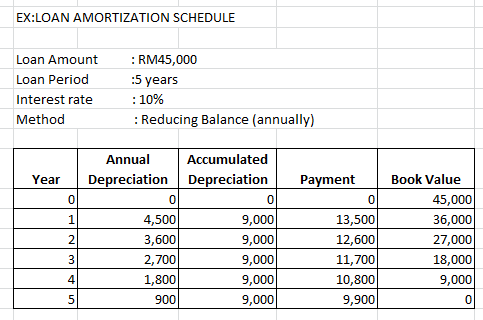 EX:LOAN AMORTIZATION SCHEDULE
Loan Amount : RM45,000
Loan Period :5 years
Interest rate : 10%
Method : Reducing Balance (annually)
Annual Accumulated
Year Depreciation Depreciation Payment Book Value
0 0 0 0 45,000
1 4,500 9,000 13,500 36,000
2 3,600 9,000 12,600 27,000
3 2,700 9,000 11,700 18,000
4 1,800 9,000 10,800 9,000
5 900 9,000 9,900 0